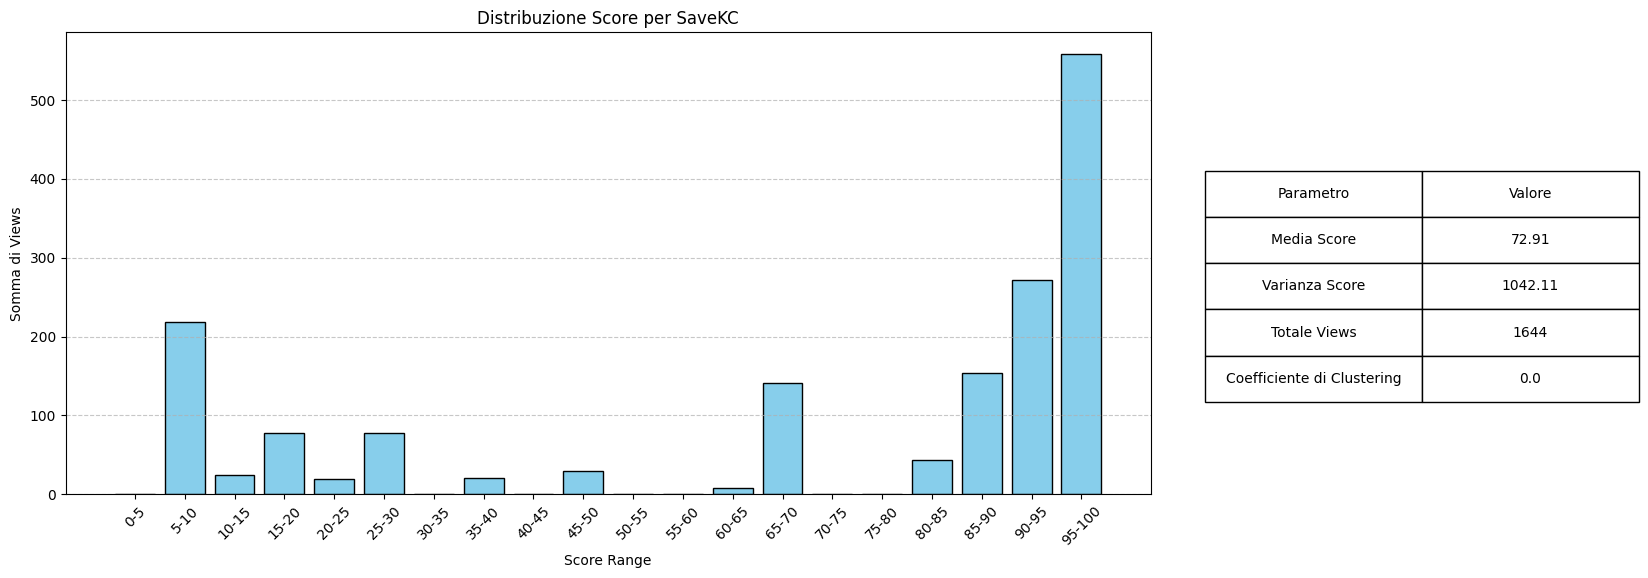 Distribuzione Score per SaveKC
Somma di Views
500
400
300
200
100
0
0-5 5-10 10-15 15-20 20-25 25-30 30-35 35-40 40-45 45-50 50-55 55-60 60-65 65-70 70-75 75-80 80-85 85-90 90-95 95-100
Score Range
Parametro Valore
Media Score 72.91
Varianza Score 1042.11
Totale Views 1644
Coefficiente di Clustering 0.0